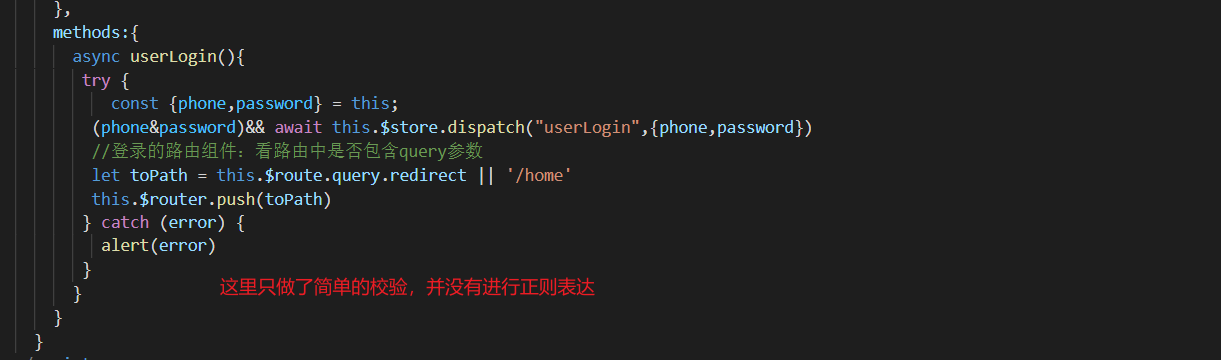 },
methods:{
async userLogin(){
try {
const {phone,password} = this;
(phone&password)&& await this.$store.dispatch("userLogin",{phone,password})
//登录的路由组件：看路由中是否包含query参数
let toPath = this.$route.query.redirect || '/home'
this.$router.push(toPath)
} catch (error) {
alert(error)
}
这里只做了简单的校验，并没有进行正则表达
}
}
}